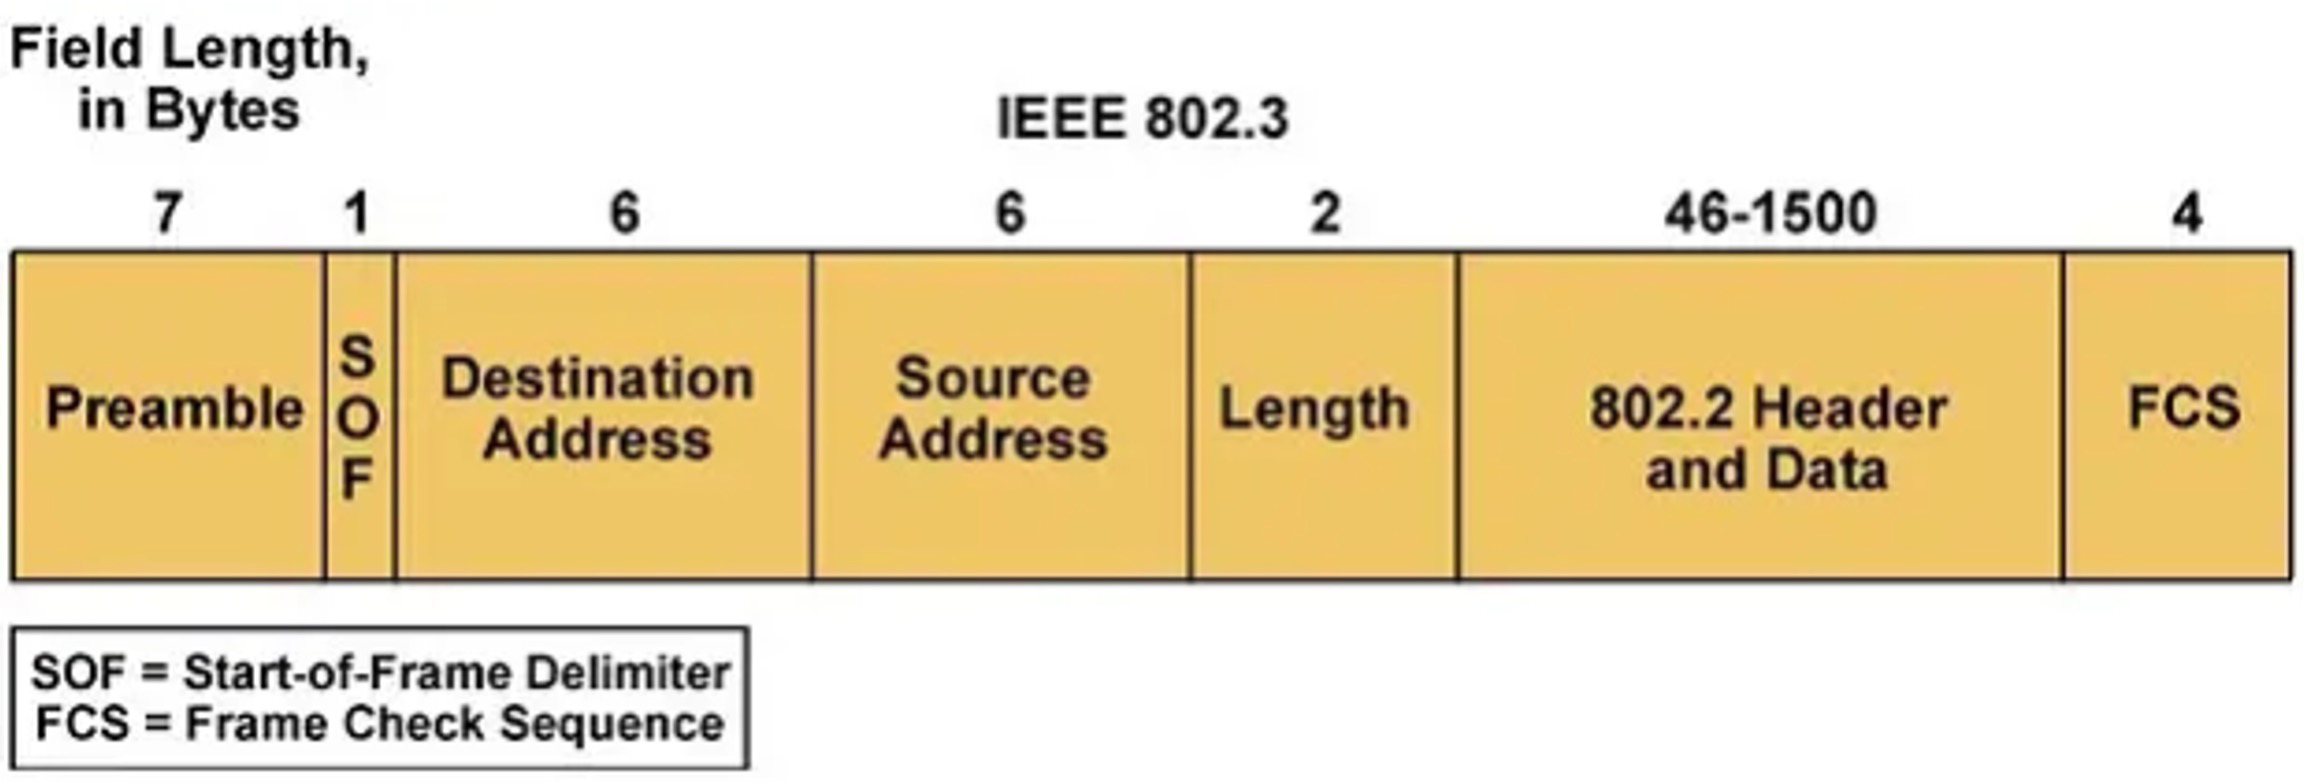 Field Length,
in Bytes
IEEE 802.3
7 1 6 6 2 46-1500 4
Preamble
S
O
F
Destination
Address
Source
Address
Length
802.2 Header
and Data
FCS
SOF = Start-of-Frame Delimiter
FCS = Frame Check Sequence